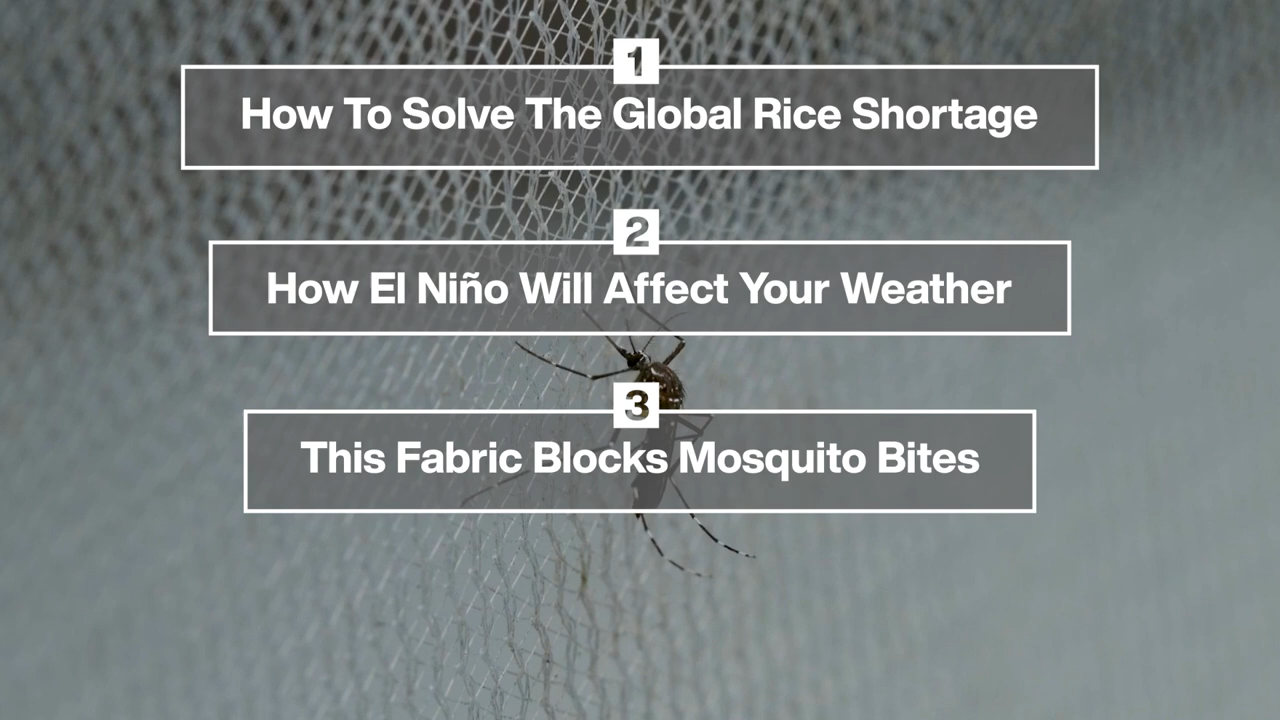 1
How To Solve The Global Rice Shortage
2
How El Niño Will Affect Your Weather
3
This Fabric Blocks Mosquito Bites